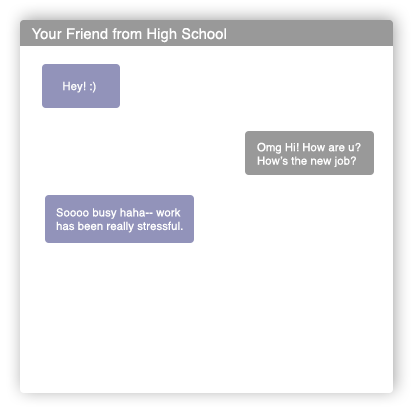 Your Friend from High School
Hey! :)
Omg Hi! How are u?
How's the new job?
Soooo busy haha-- work
has been really stressful.